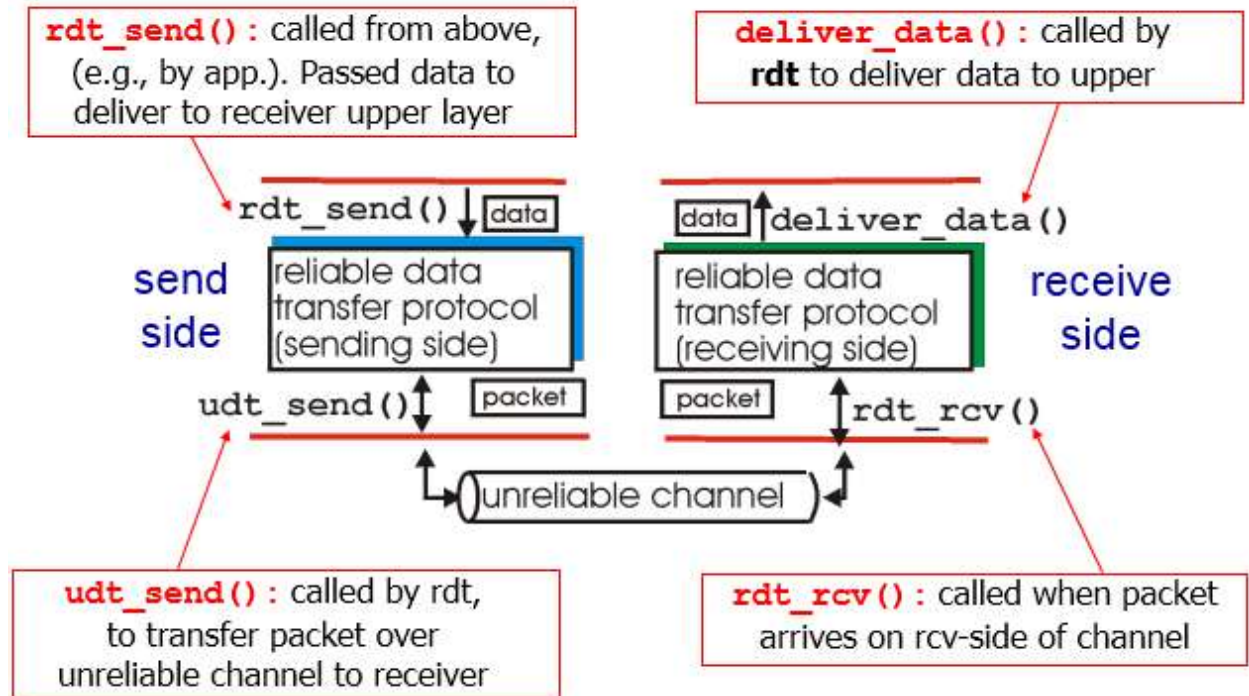 rdt_send(): called from above,
(e.g., by app.). Passed data to
deliver to receiver upper layer
deliver_data(): called by
rdt to deliver data to upper
rdt_send()
data
data
deliver_data()
send
side
reliable data
transfer protocol
(sending side)
reliable data
transfer protocol
(receiving side)
receive
side
udt_send()
packet
packet
rdt_rcv()
unreliable channel
udt_send(): called by rdt,
to transfer packet over
unreliable channel to receiver
rdt_rcv(): called when packet
arrives on rcv-side of channel